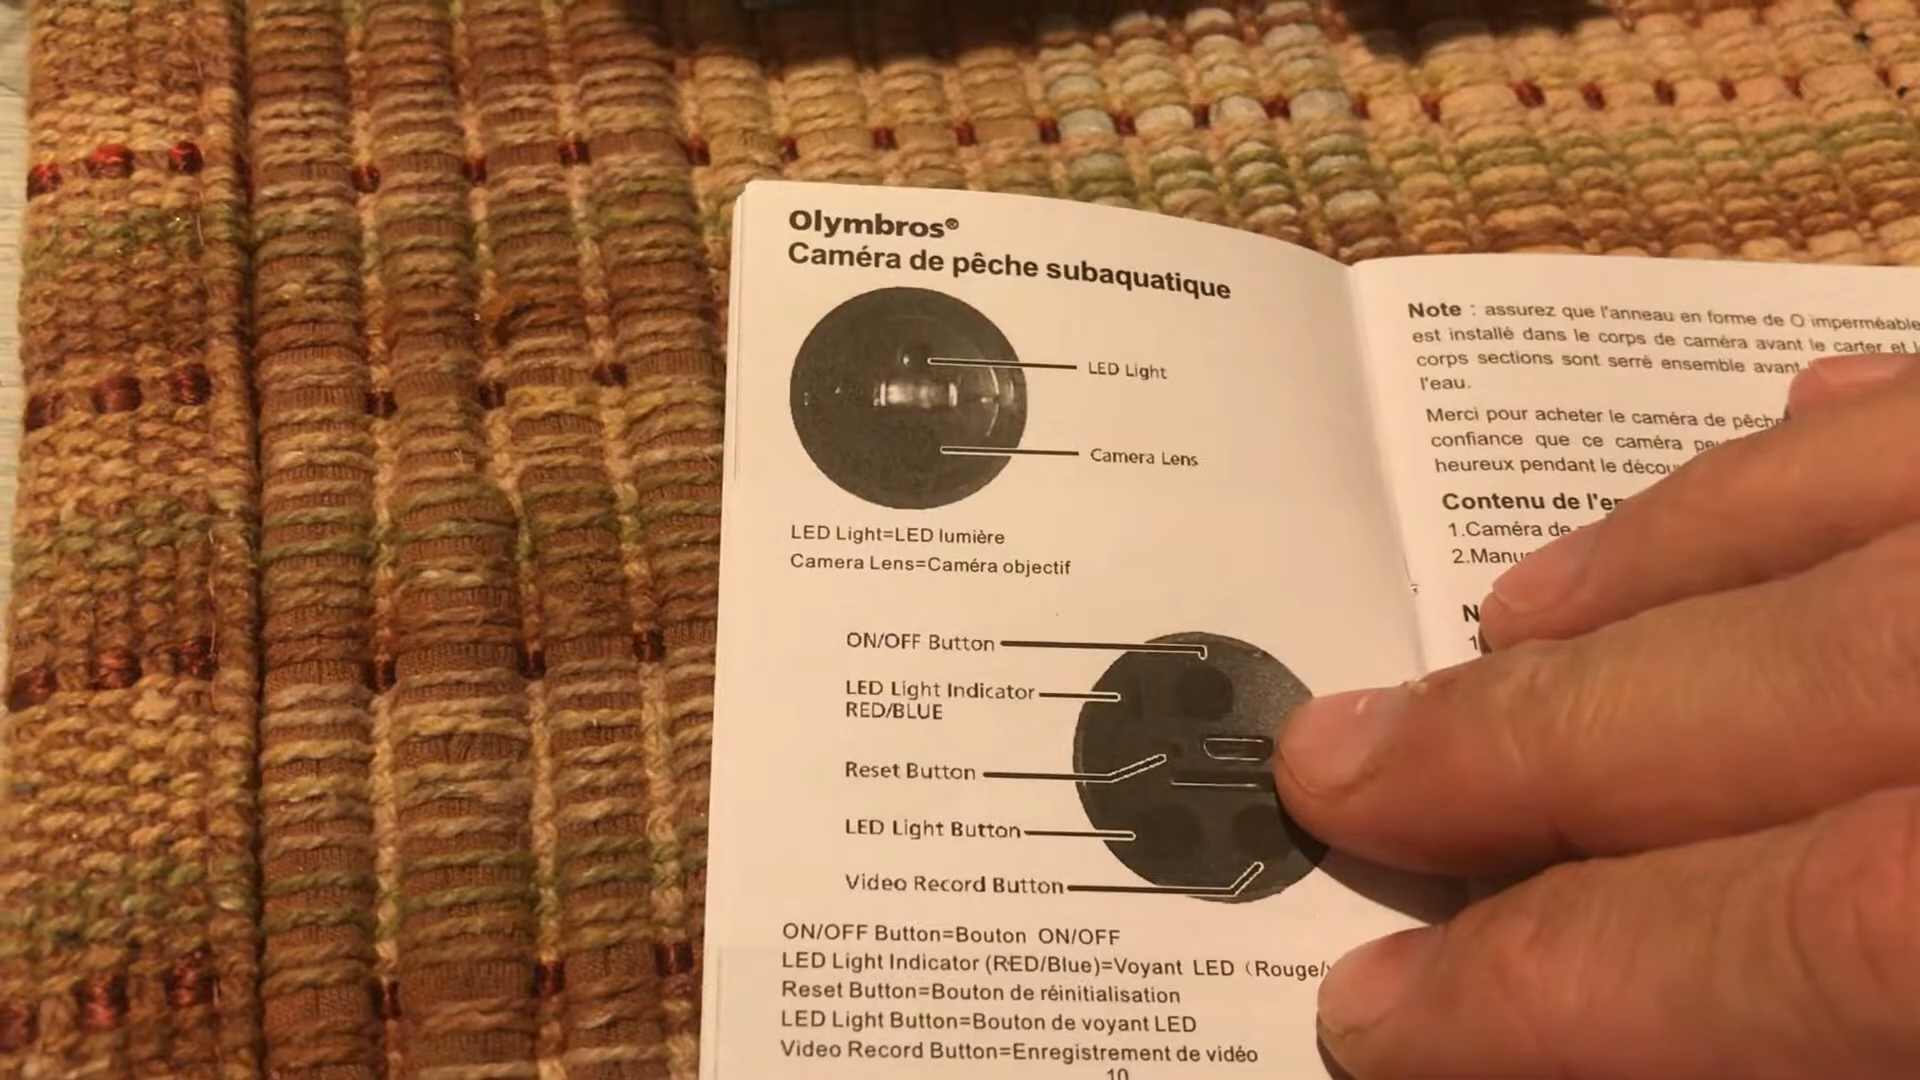 Olymbros®
Caméra de pêche subaquatique
LED Light
Camera Lens
LED Light=LED lumière
Camera Lens=Caméra objectif
ON/OFF Button
LED Light Indicator
RED/BLUE
Reset Button
LED Light Button
Video Record Button
ON/OFF Button=Bouton ON/OFF
LED Light Indicator (RED/Blue)=Voyant LED (Rouge/
Reset Button=Bouton de réinitialisation
LED Light Button=Bouton de voyant LED
Video Record Button=Enregistrement de vidéo
10
Note : assurez que l'anneau en forme de O imperméable
est installé dans le corps de caméra avant le carter et
corps sections sont serré ensemble avant
l'eau.
Merci pour acheter le caméra de pêche
confiance que ce caméra
heureux pendant le
Contenu de
1.Caméra de
2.